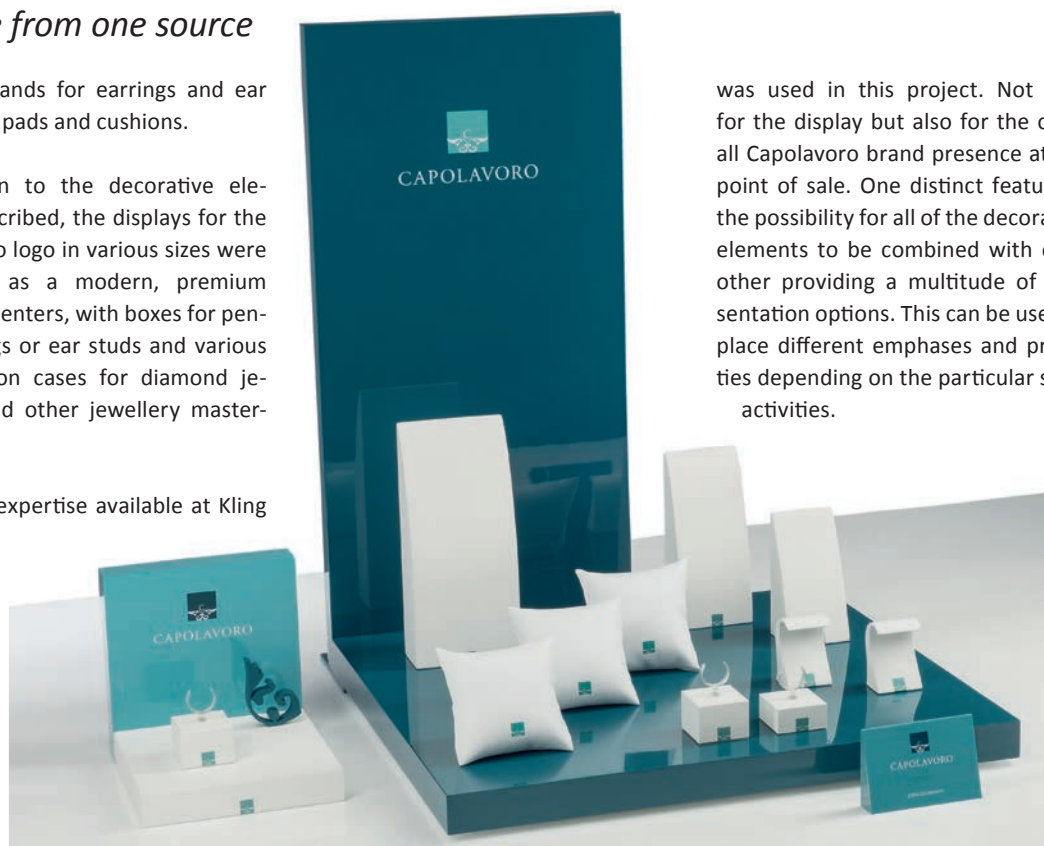 e from one source
ands for earrings and ear
pads and cushions.
n to the decorative ele-
cribed, the displays for the
o logo in various sizes were
as a modern, premium
enters, with boxes for pen-
gs or ear studs and various
on cases for diamond je-
nd other jewellery master-
expertise available at Kling
was used in this project. Not
for the display but also for the o
all Capolavoro brand presence at
point of sale. One distinct featu
the possibility for all of the decora
elements to be combined with e
other providing a multitude of
sentation options. This can be use
place different emphases and pr
ties depending on the particular s
activities.
CAPOLAVORO
CAPOLAVORO
CAPOLAVORO